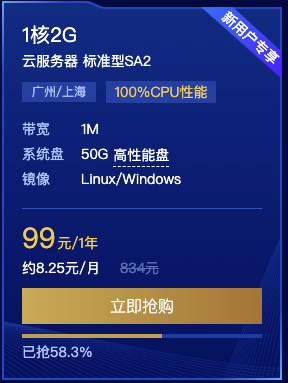 新用户专享
1核2G
云服务器 标准型SA2
广州/上海 100%CPU性能
带宽 1M
系统盘 50G 高性能盘
镜像 Linux/Windows
99元/1年
约8.25元/月 834元
立即抢购
已抢58.3%